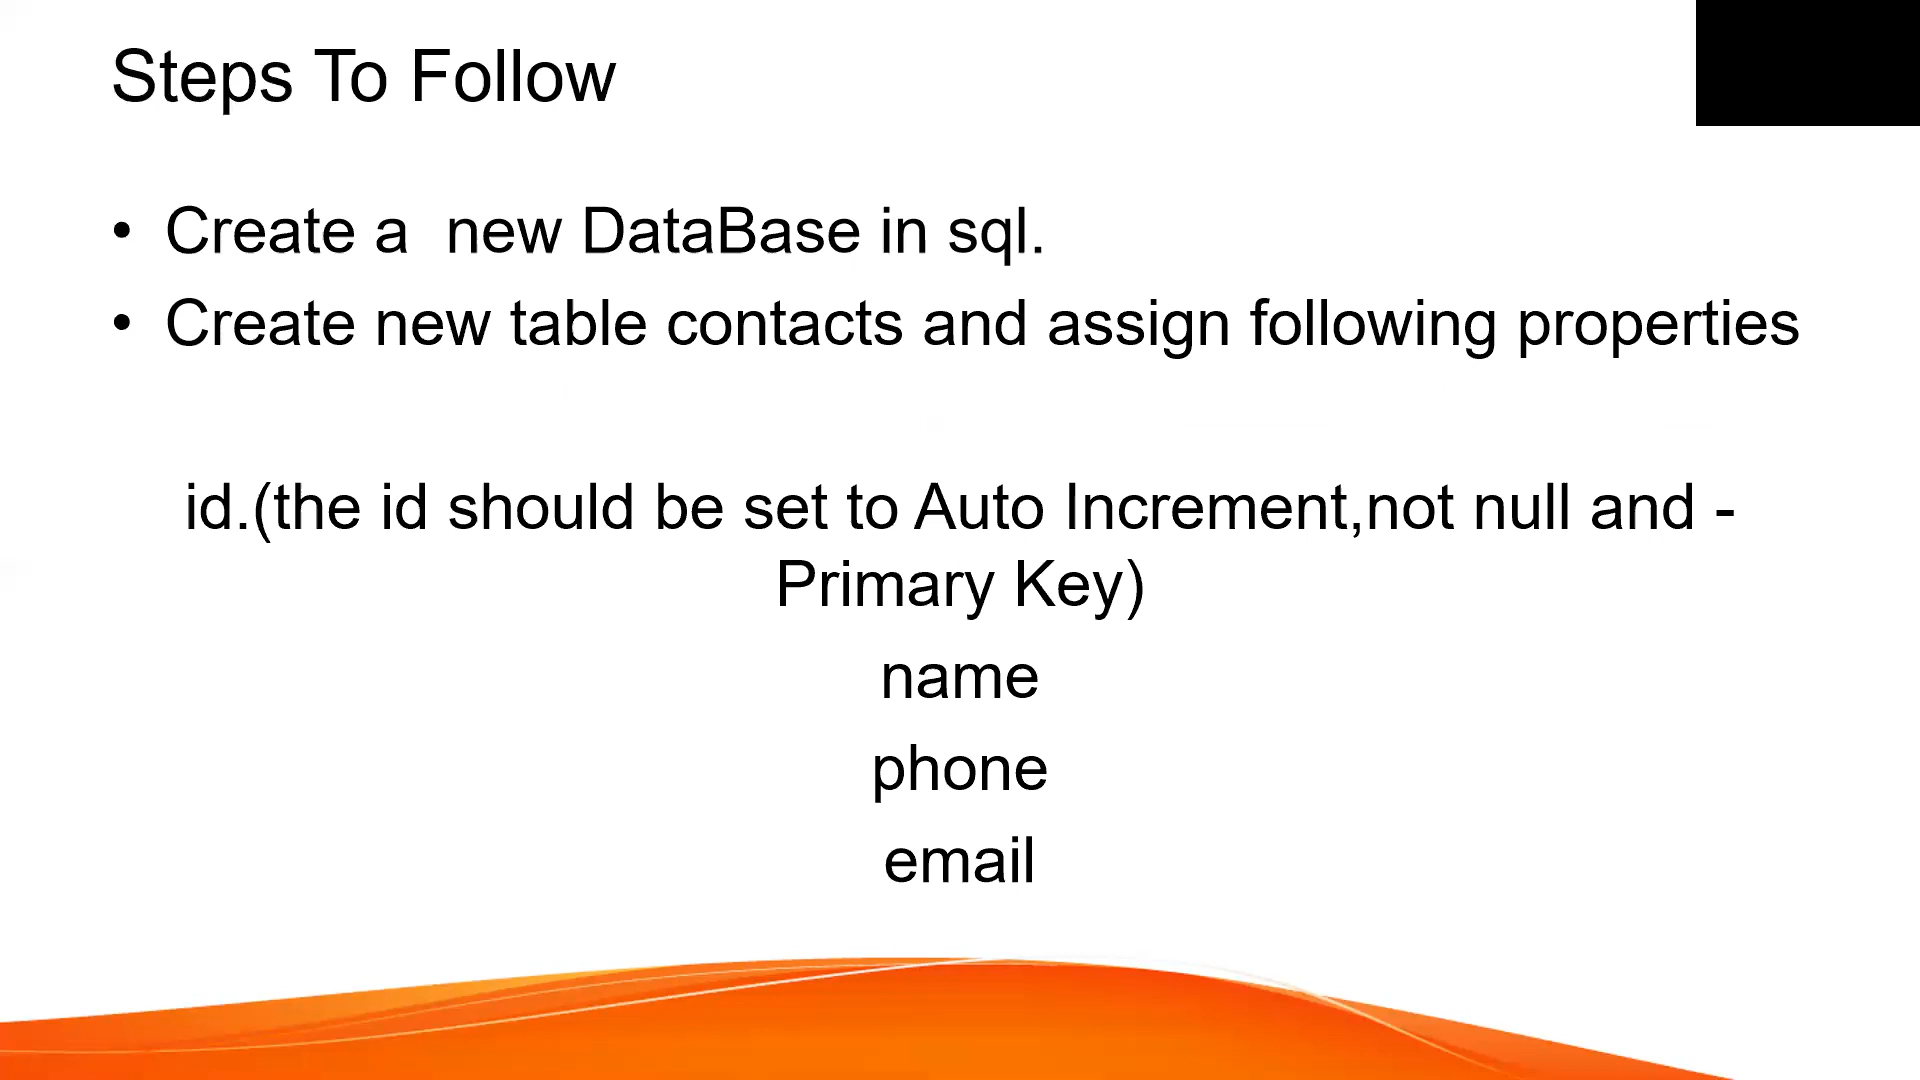 Steps To Follow
• Create a  new DataBase in sql.
• Create new table contacts and assign following properties
id.(the id should be set to Auto Increment,not null and -
Primary Key)
name
phone
email